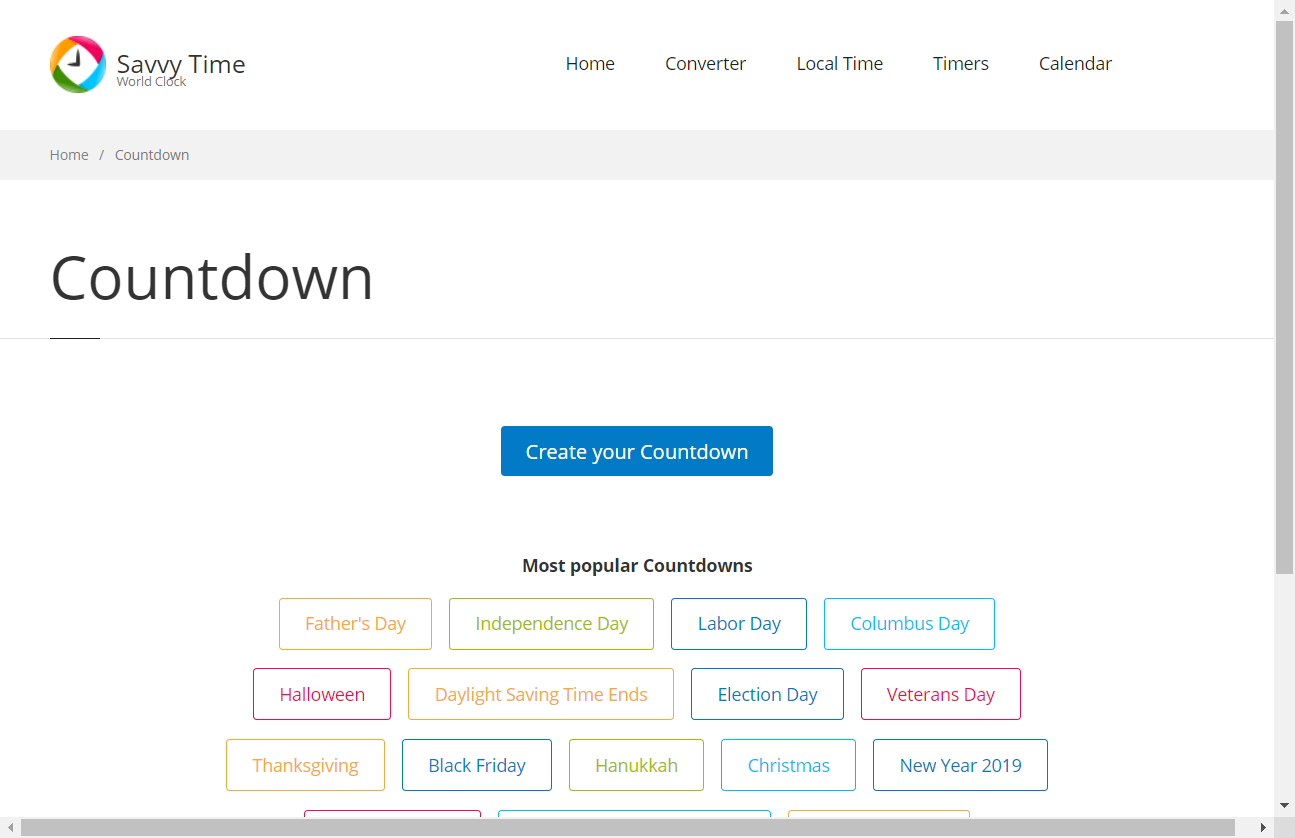 Savvy Time
World Clock
Home Converter Local Time Timers Calendar
Home / Countdown
Countdown
Create your Countdown
Most popular Countdowns
Father's Day Independence Day Labor Day Columbus Day
Halloween Daylight Saving Time Ends Election Day Veterans Day
Thanksgiving Black Friday Hanukkah Christmas New Year 2019